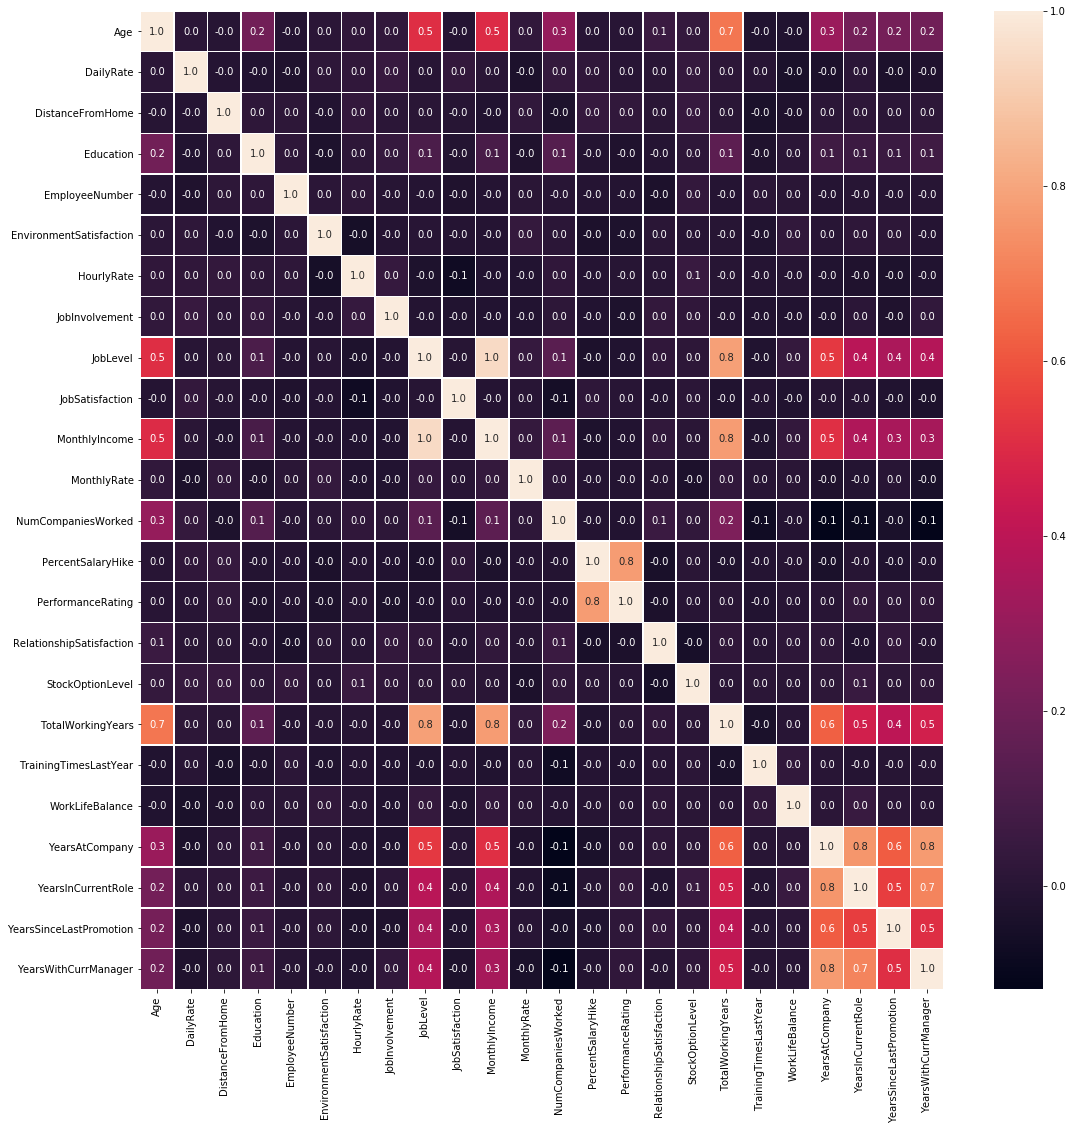 Age 1.0 0.0 -0.0 0.2 -0.0 0.0 0.0 0.0 0.5 -0.0 0.5 0.0 0.3 0.0 0.0 0.1 0.0 0.7 -0.0 -0.0 0.3 0.2 0.2 0.2
DailyRate 0.0 1.0 -0.0 -0.0 -0.0 0.0 0.0 0.0 0.0 0.0 0.0 -0.0 0.0 0.0 0.0 0.0 0.0 0.0 0.0 -0.0 -0.0 0.0 -0.0 -0.0
DistanceFromHome -0.0 -0.0 1.0 0.0 0.0 -0.0 0.0 0.0 0.0 -0.0 -0.0 0.0 -0.0 0.0 0.0 0.0 0.0 0.0 -0.0 -0.0 0.0 0.0 0.0 0.0
Education 0.2 -0.0 0.0 1.0 0.0 -0.0 0.0 0.0 0.1 -0.0 0.1 -0.0 0.1 -0.0 -0.0 -0.0 0.0 0.1 -0.0 0.0 0.1 0.1 0.1 0.1
EmployeeNumber -0.0 -0.0 0.0 0.0 1.0 0.0 0.0 -0.0 -0.0 -0.0 -0.0 0.0 -0.0 -0.0 -0.0 -0.0 0.0 -0.0 0.0 0.0 -0.0 -0.0 -0.0 -0.0
EnvironmentSatisfaction 0.0 0.0 -0.0 -0.0 0.0 1.0 -0.0 -0.0 0.0 -0.0 -0.0 0.0 0.0 -0.0 -0.0 0.0 0.0 -0.0 -0.0 0.0 0.0 0.0 0.0 -0.0
HourlyRate 0.0 0.0 0.0 0.0 0.0 -0.0 1.0 0.0 -0.0 -0.1 -0.0 -0.0 0.0 -0.0 -0.0 0.0 0.1 -0.0 -0.0 -0.0 -0.0 -0.0 -0.0 -0.0
JobInvolvement 0.0 0.0 0.0 0.0 -0.0 -0.0 0.0 1.0 -0.0 -0.0 -0.0 -0.0 0.0 -0.0 -0.0 0.0 0.0 -0.0 -0.0 -0.0 -0.0 0.0 -0.0 0.0
JobLevel 0.5 0.0 0.0 0.1 -0.0 0.0 -0.0 -0.0 1.0 -0.0 1.0 0.0 0.1 -0.0 -0.0 0.0 0.0 0.8 -0.0 0.0 0.5 0.4 0.4 0.4
JobSatisfaction -0.0 0.0 -0.0 -0.0 -0.0 -0.0 -0.1 -0.0 -0.0 1.0 -0.0 0.0 -0.1 0.0 0.0 -0.0 0.0 -0.0 -0.0 -0.0 -0.0 -0.0 -0.0 -0.0
MonthlyIncome 0.5 0.0 -0.0 0.1 -0.0 -0.0 -0.0 -0.0 1.0 -0.0 1.0 0.0 0.1 -0.0 -0.0 0.0 0.0 0.8 -0.0 0.0 0.5 0.4 0.3 0.3
MonthlyRate 0.0 -0.0 0.0 -0.0 0.0 0.0 -0.0 -0.0 0.0 0.0 0.0 1.0 0.0 -0.0 -0.0 -0.0 -0.0 0.0 0.0 0.0 -0.0 -0.0 0.0 -0.0
NumCompaniesWorked 0.3 0.0 -0.0 0.1 -0.0 0.0 0.0 0.0 0.1 -0.1 0.1 0.0 1.0 -0.0 -0.0 0.1 0.0 0.2 -0.1 -0.0 -0.1 -0.1 -0.0 -0.1
PercentSalaryHike 0.0 0.0 0.0 -0.0 -0.0 -0.0 -0.0 -0.0 -0.0 0.0 -0.0 -0.0 -0.0 1.0 0.8 -0.0 0.0 -0.0 -0.0 -0.0 -0.0 -0.0 -0.0 -0.0
PerformanceRating 0.0 0.0 0.0 -0.0 -0.0 -0.0 -0.0 -0.0 -0.0 0.0 -0.0 -0.0 -0.0 0.8 1.0 -0.0 0.0 0.0 -0.0 0.0 0.0 0.0 0.0 0.0
RelationshipSatisfaction 0.1 0.0 0.0 -0.0 -0.0 0.0 0.0 0.0 0.0 -0.0 0.0 -0.0 0.1 -0.0 -0.0 1.0 -0.0 0.0 0.0 0.0 0.0 -0.0 0.0 -0.0
StockOptionLevel 0.0 0.0 0.0 0.0 0.0 0.0 0.1 0.0 0.0 0.0 0.0 -0.0 0.0 0.0 0.0 -0.0 1.0 0.0 0.0 0.0 0.0 0.1 0.0 0.0
TotalWorkingYears 0.7 0.0 0.0 0.1 -0.0 -0.0 -0.0 -0.0 0.8 -0.0 0.8 0.0 0.2 -0.0 0.0 0.0 0.0 1.0 -0.0 0.0 0.6 0.5 0.4 0.5
TrainingTimesLastYear -0.0 0.0 -0.0 -0.0 0.0 -0.0 -0.0 -0.0 -0.0 -0.0 -0.0 0.0 -0.1 -0.0 -0.0 0.0 0.0 -0.0 1.0 0.0 0.0 -0.0 -0.0 -0.0
WorkLifeBalance -0.0 -0.0 -0.0 0.0 0.0 0.0 -0.0 -0.0 0.0 -0.0 0.0 0.0 -0.0 -0.0 0.0 0.0 0.0 0.0 0.0 1.0 0.0 0.0 0.0 0.0
YearsAtCompany 0.3 -0.0 0.0 0.1 -0.0 0.0 -0.0 -0.0 0.5 -0.0 0.5 -0.0 -0.1 -0.0 0.0 0.0 0.0 0.6 0.0 0.0 1.0 0.8 0.6 0.8
YearsInCurrentRole 0.2 0.0 0.0 0.1 -0.0 0.0 -0.0 0.0 0.4 -0.0 0.4 -0.0 -0.1 -0.0 0.0 -0.0 0.1 0.5 -0.0 0.0 0.8 1.0 0.5 0.7
YearsSinceLastPromotion 0.2 -0.0 0.0 0.1 -0.0 0.0 -0.0 -0.0 0.4 -0.0 0.3 0.0 -0.0 -0.0 0.0 0.0 0.0 0.4 -0.0 0.0 0.6 0.5 1.0 0.5
YearsWithCurrManager 0.2 -0.0 0.0 0.1 -0.0 -0.0 -0.0 0.0 0.4 -0.0 0.3 -0.0 -0.1 -0.0 0.0 -0.0 0.0 0.5 -0.0 0.0 0.8 0.7 0.5 1.0
Age
DailyRate
DistanceFromHome
Education
EmployeeNumber
EnvironmentSatisfaction
HourlyRate
JobInvolvement
JobLevel
JobSatisfaction
MonthlyIncome
MonthlyRate
NumCompaniesWorked
PercentSalaryHike
PerformanceRating
RelationshipSatisfaction
StockOptionLevel
TotalWorkingYears
TrainingTimesLastYear
WorkLifeBalance
YearsAtCompany
YearsInCurrentRole
YearsSinceLastPromotion
YearsWithCurrManager
1.0
0.8
0.6
0.4
0.2
0.0